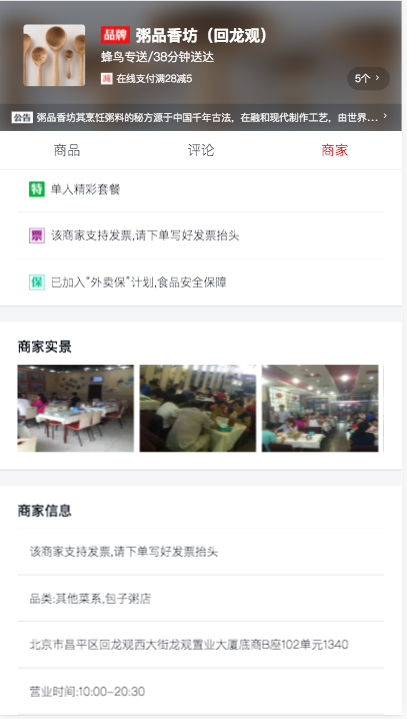 品牌 粥品香坊（回龙观）
蜂鸟专送/38分钟送达
减 在线支付满28减5
5个 >
公告 粥品香坊其烹饪粥料的秘方源于中国千年古法，在融和现代制作工艺，由世界... >
商品 评论 商家
特 单人精彩套餐
票 该商家支持发票,请下单写好发票抬头
保 已加入“外卖保”计划,食品安全保障
商家实景
商家信息
该商家支持发票,请下单写好发票抬头
品类:其他菜系,包子粥店
北京市昌平区回龙观西大街龙观置业大厦底商B座102单元1340
营业时间:10:00-20:30